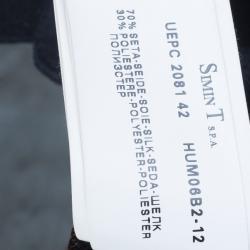 SIMINT S.P.A.
UEPC 2081 42 HUM06B2-12
70% SETA-SEIDE-SOIE-SILK-SEDA-ШЕЛК
30% POLIESTERE-POLYESTER-POLIESTER
ПОЛИЭСТЕР